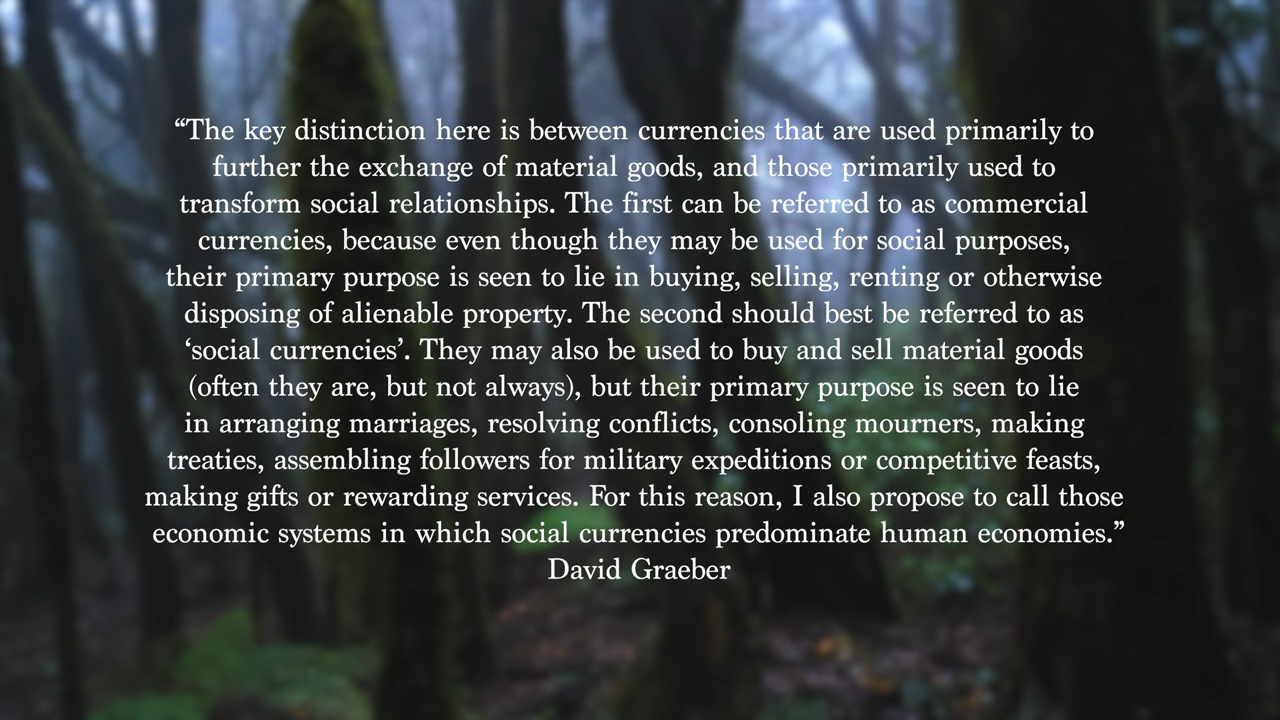 “The key distinction here is between currencies that are used primarily to
further the exchange of material goods, and those primarily used to
transform social relationships. The first can be referred to as commercial
currencies, because even though they may be used for social purposes,
their primary purpose is seen to lie in buying, selling, renting or otherwise
disposing of alienable property. The second should best be referred to as
‘social currencies’. They may also be used to buy and sell material goods
(often they are, but not always), but their primary purpose is seen to lie
in arranging marriages, resolving conflicts, consoling mourners, making
treaties, assembling followers for military expeditions or competitive feasts,
making gifts or rewarding services. For this reason, I also propose to call those
economic systems in which social currencies predominate human economies.”
David Graeber